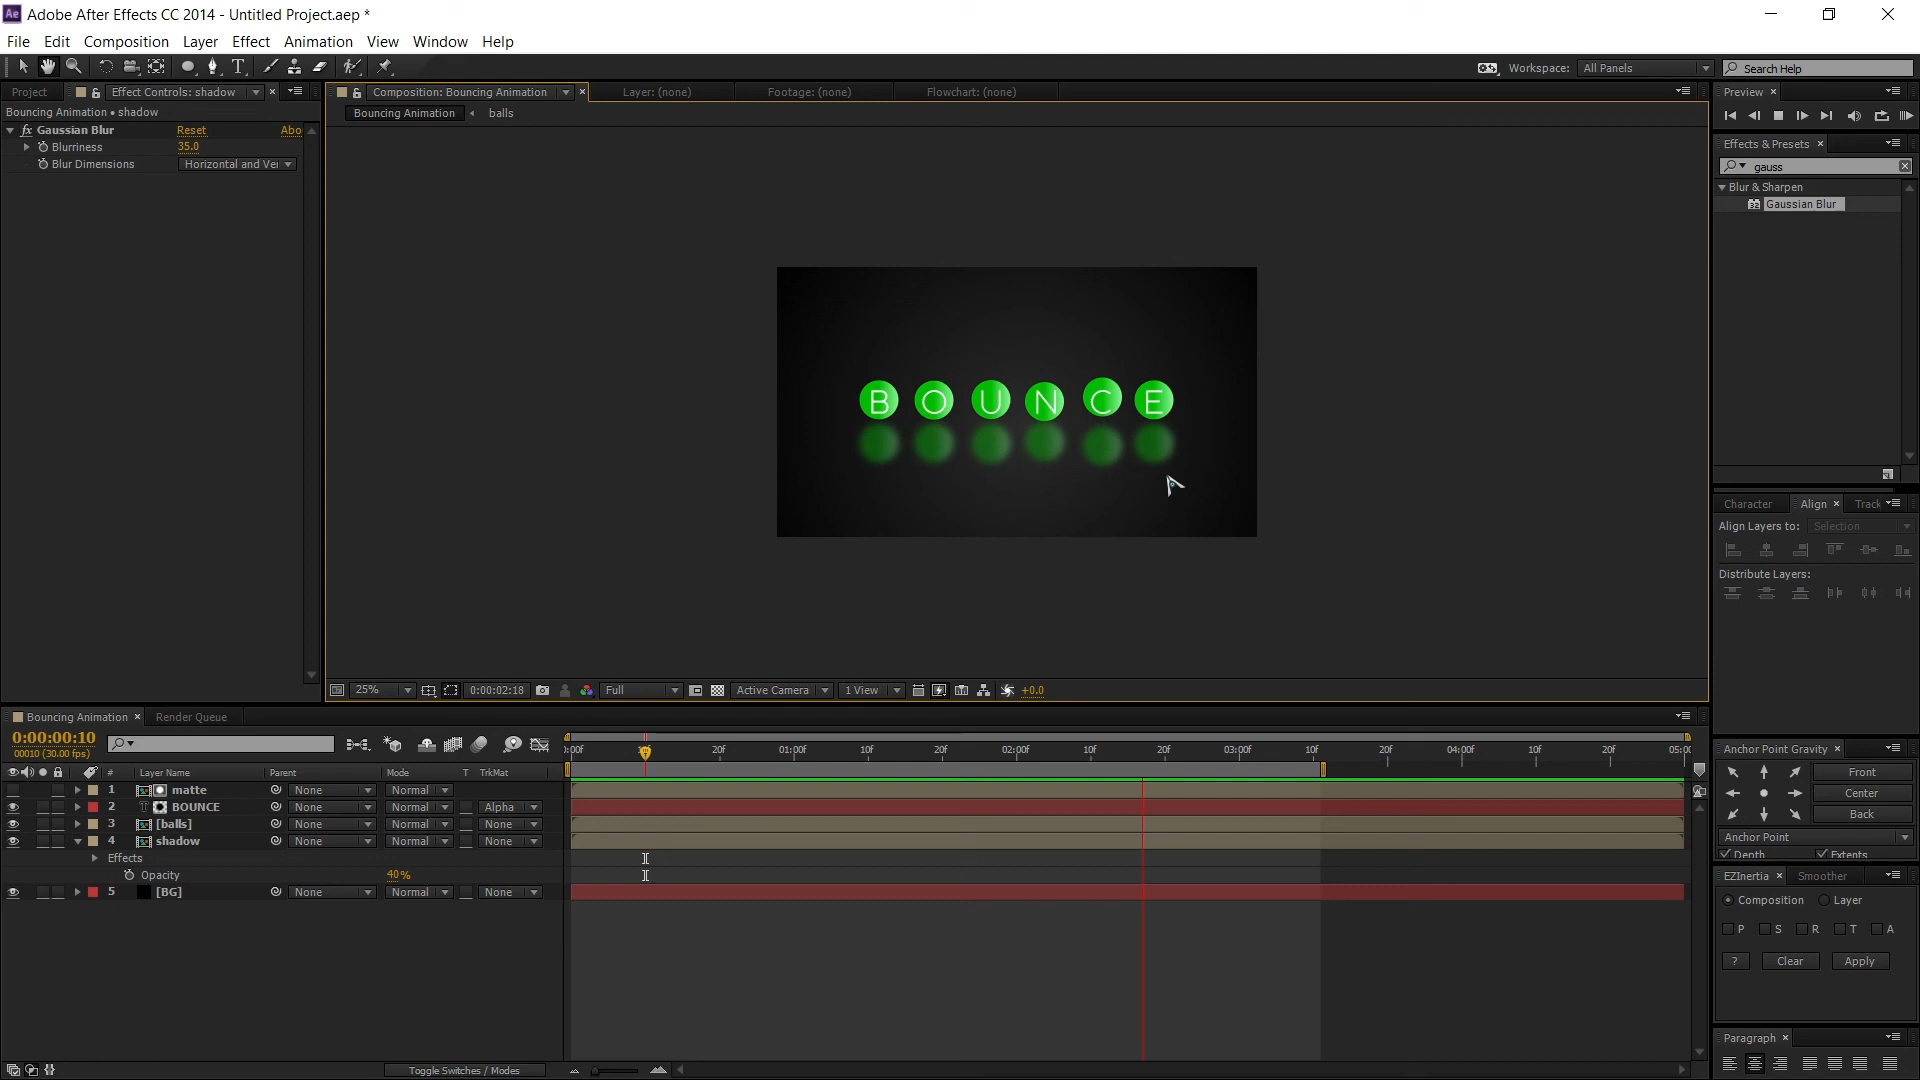 Ae Adobe After Effects CC 2014 - Untitled Project.aep *
File Edit Composition Layer Effect Animation View Window Help
T Workspace: All Panels Search Help
Project Effect Controls: shadow Composition: Bouncing Animation Layer: (none) Footage: (none) Flowchart: (none) Preview
Bouncing Animation • shadow
Bouncing Animation balls
fx Gaussian Blur Reset Abo
Blurriness 35.0
Blur Dimensions Horizontal and Ver
Effects & Presets
gauss
Blur & Sharpen
32 Gaussian Blur
B O U N C E
Character Align Track
Align Layers to: Selection
Distribute Layers:
25% 0:00:02:18 Full Active Camera 1 View +0.0
Bouncing Animation Render Queue
0:00:00:10
00010 (30.00 fps)
):00f 20f 01:00f 10f 20f 02:00f 10f 20f 03:00f 10f 20f 04:00f 10f 20f 05:00
# Layer Name Parent Mode T TrkMat
1 matte None Normal
2 T BOUNCE None Normal Alpha
3 [balls] None Normal None
4 shadow None Normal None
Effects
Opacity 40%
5 [BG] None Normal None
Toggle Switches / Modes
Anchor Point Gravity
Front
Center
Back
Anchor Point
Depth Extents
EZInertia Smoother
Composition Layer
P S R T A
? Clear Apply
Paragraph